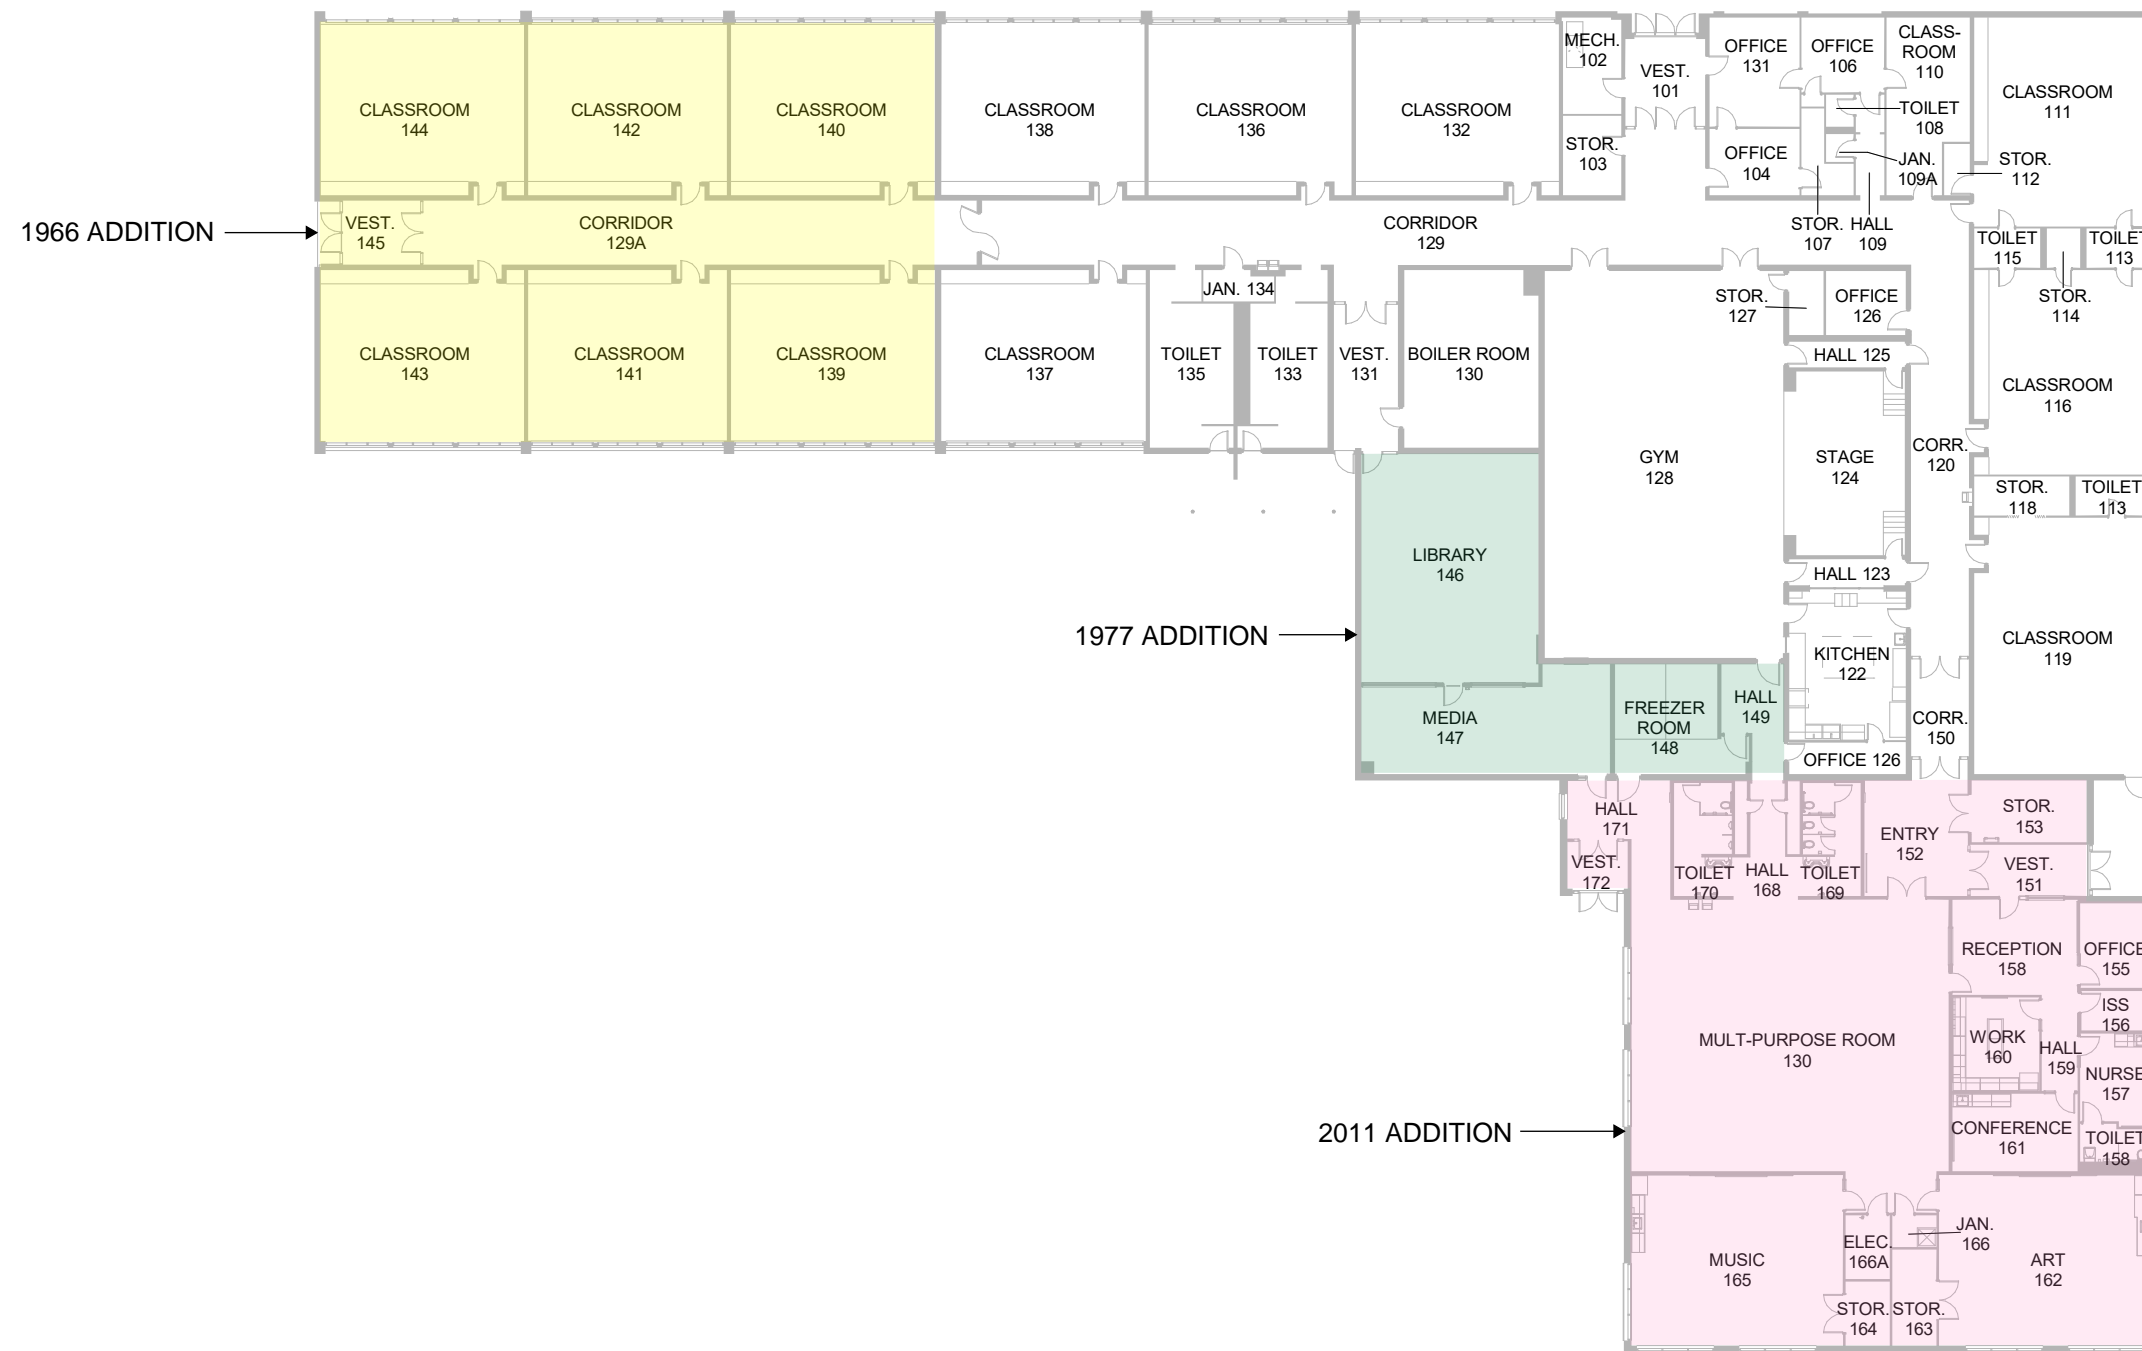 CLASSROOM
144
CLASSROOM
142
CLASSROOM
140
CLASSROOM
138
CLASSROOM
136
CLASSROOM
132
MECH.
102
STOR.
103
VEST.
101
OFFICE
131
OFFICE
106
CLASS-
ROOM
110
TOILET
108
OFFICE
104
JAN.
109A
STOR.
112
CLASSROOM
111
1966 ADDITION
VEST.
145
CORRIDOR
129A
CORRIDOR
129
STOR.
107
HALL
109
TOILET
115
TOILET
113
STOR.
114
JAN. 134
STOR.
127
OFFICE
126
CLASSROOM
143
CLASSROOM
141
CLASSROOM
139
CLASSROOM
137
TOILET
135
TOILET
133
VEST.
131
BOILER ROOM
130
HALL 125
CLASSROOM
116
GYM
128
STAGE
124
CORR.
120
STOR.
118
TOILET
113
LIBRARY
146
HALL 123
1977 ADDITION
KITCHEN
122
CLASSROOM
119
MEDIA
147
FREEZER
ROOM
148
HALL
149
CORR.
150
OFFICE 126
HALL
171
VEST.
172
TOILET
170
HALL
168
TOILET
169
ENTRY
152
STOR.
153
VEST.
151
RECEPTION
158
OFFICE
155
ISS
156
MULT-PURPOSE ROOM
130
WORK
160
HALL
159
NURSE
157
2011 ADDITION
CONFERENCE
161
TOILET
158
MUSIC
165
ELEC.
166A
JAN.
166
ART
162
STOR.
164
STOR.
163